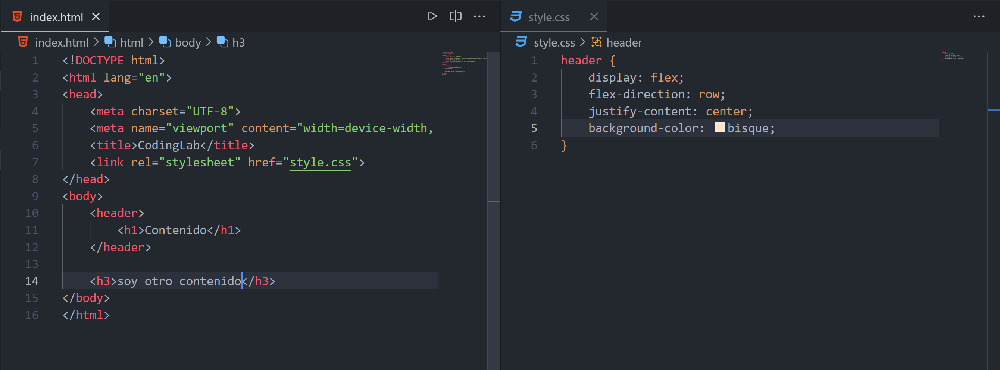 index.html
index.html > html > body > h3
1 <!DOCTYPE html>
2 <html lang="en">
3 <head>
4     <meta charset="UTF-8">
5     <meta name="viewport" content="width=device-width,
6     <title>CodingLab</title>
7     <link rel="stylesheet" href="style.css">
8 </head>
9 <body>
10     <header>
11         <h1>Contenido</h1>
12     </header>
13
14     <h3>soy otro contenido</h3>
15 </body>
16 </html>
style.css
style.css > header
1 header {
2     display: flex;
3     flex-direction: row;
4     justify-content: center;
5     background-color: bisque;
6 }